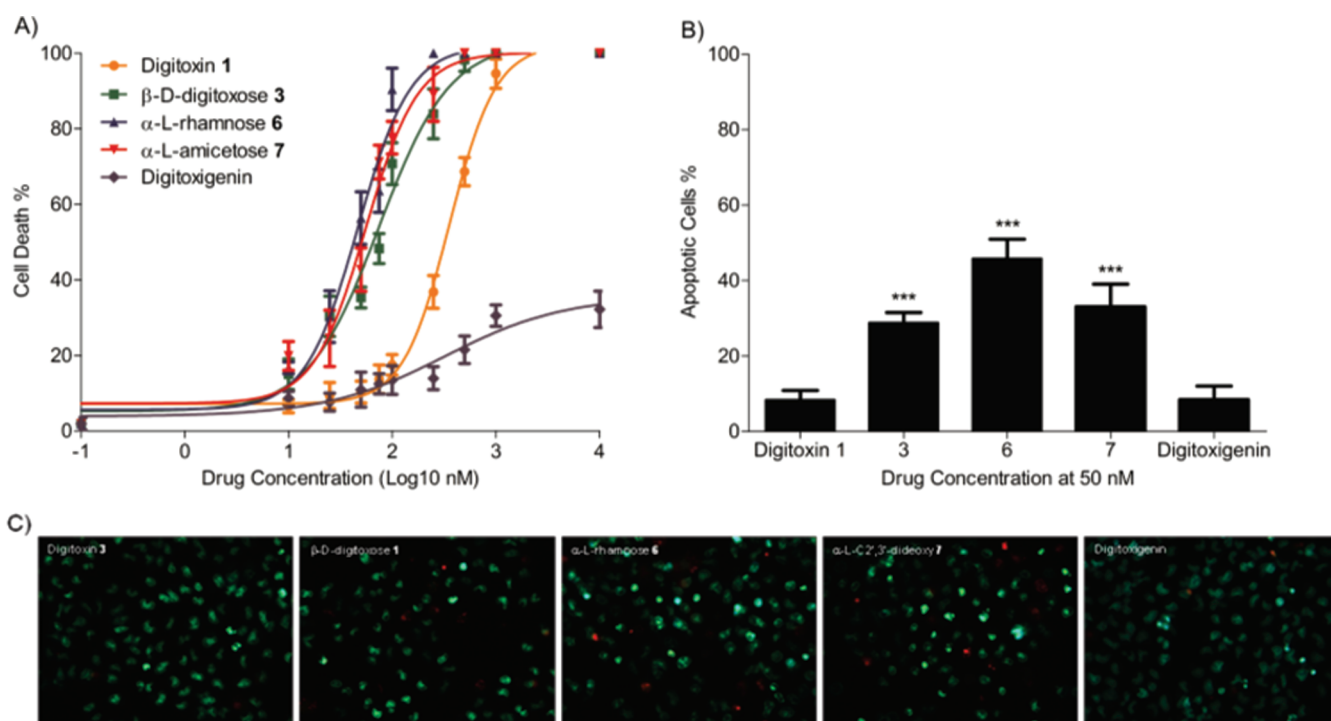 A)
100
80
60
40
20
0
Cell Death %
Digitoxin 1
β-D-digitoxose 3
α-L-rhamnose 6
α-L-amicetose 7
Digitoxigenin
-1 0 1 2 3 4
Drug Concentration (Log10 nM)
B)
100
80
60
40
20
0
Apoptotic Cells %
*** *** ***
Digitoxin 1 3 6 7 Digitoxigenin
Drug Concentration at 50 nM
C)
Digitoxin 3
β-D-digitoxose 1
α-L-rhamnose 6
α-L-C2',3'-dideoxy 7
Digitoxigenin